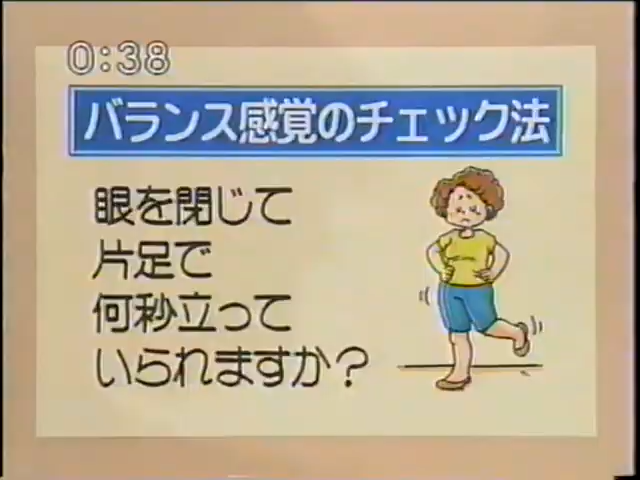 0:38
バランス感覚のチェック法
眼を閉じて
片足で
何秒立って
いられますか?